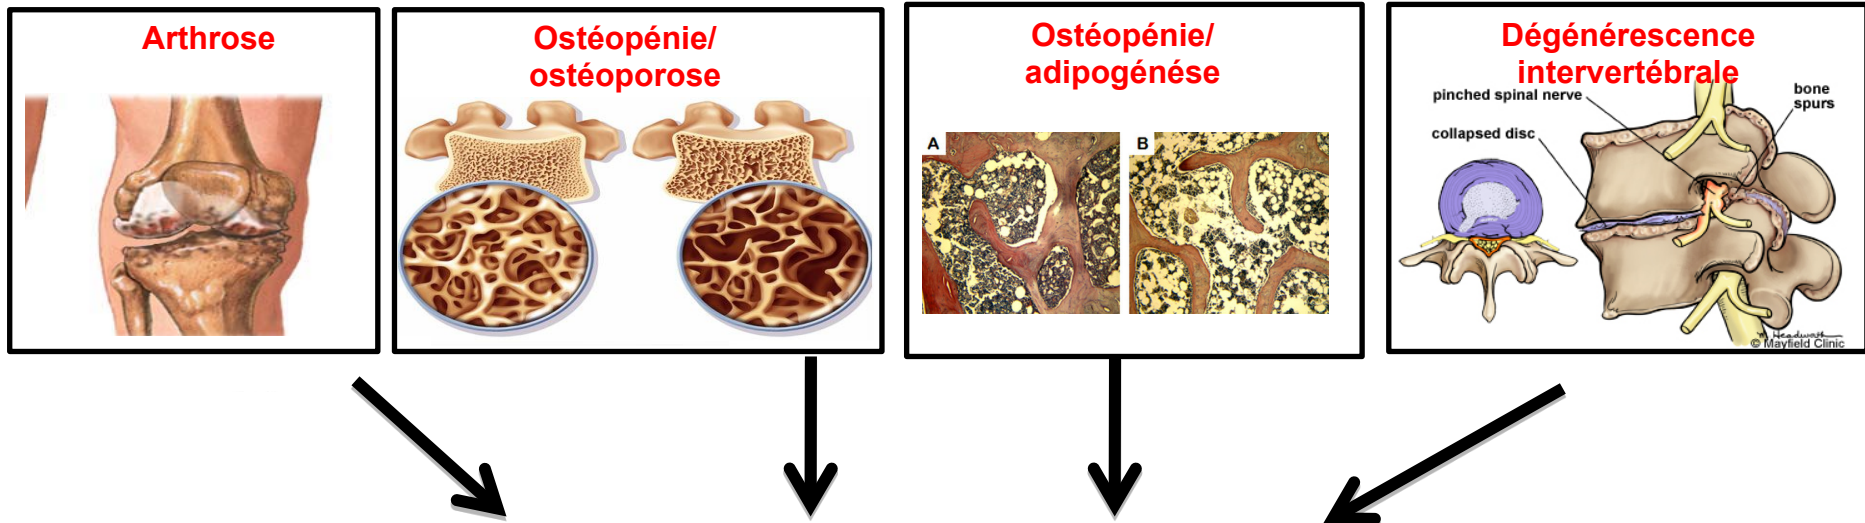 Arthrose
Ostéopénie/
ostéoporose
Ostéopénie/
adipogénése
A
B
Dégénérescence
intervertébrale
pinched spinal nerve
bone
spurs
collapsed disc
© Mayfield Clinic